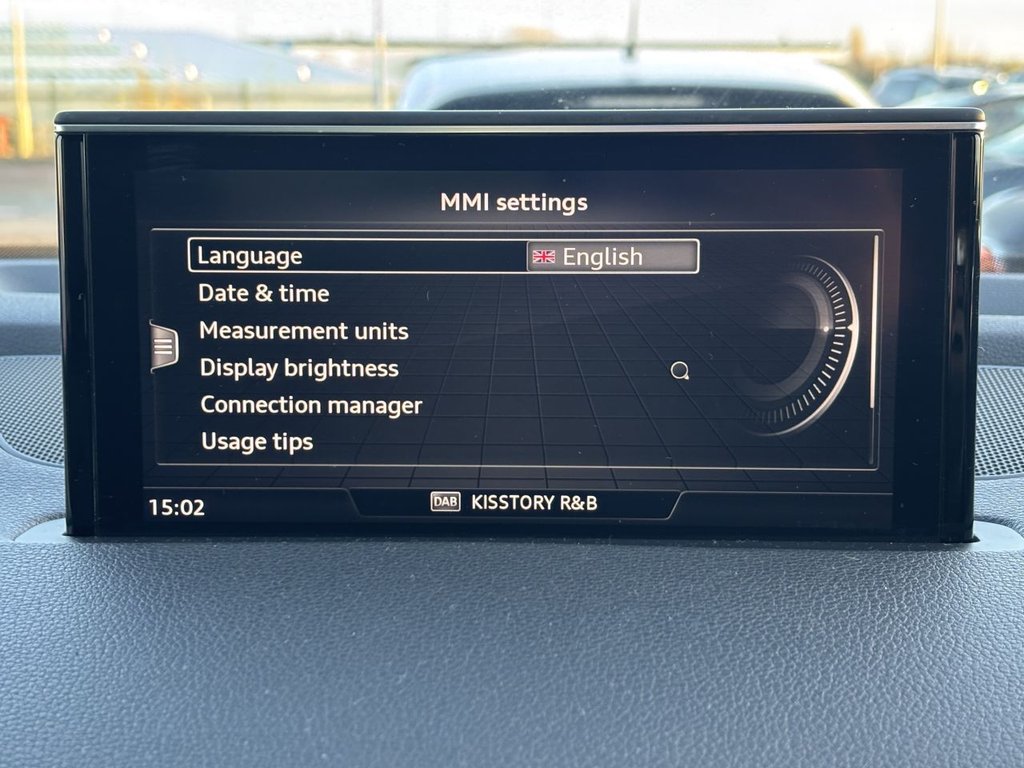 MMI settings
Language English
Date & time
Measurement units
Display brightness
Connection manager
Usage tips
15:02 DAB KISSTORY R&B